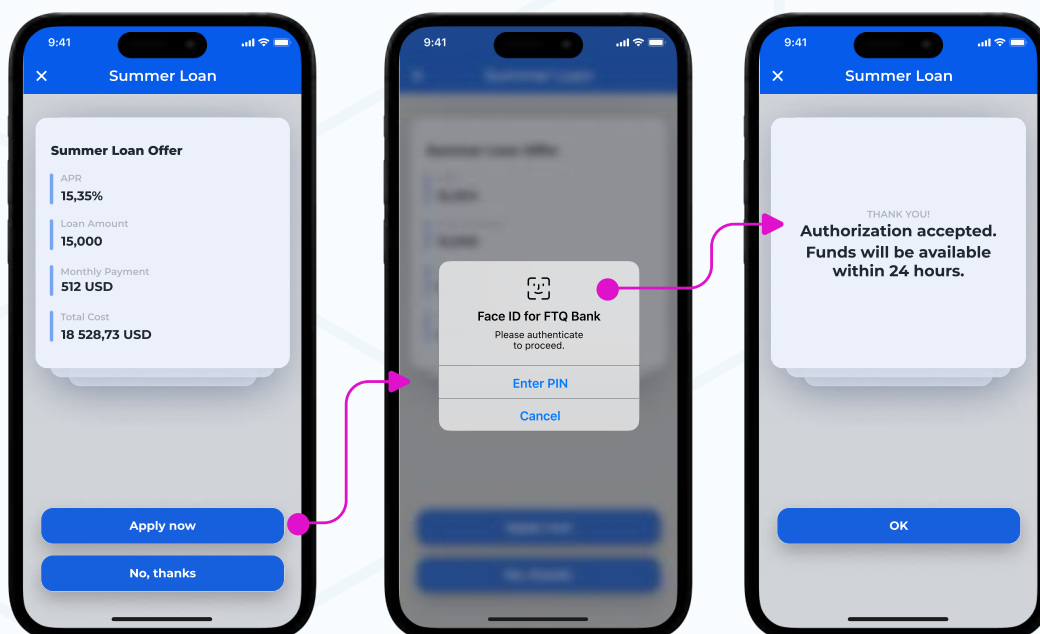 9:41
Summer Loan
Summer Loan Offer
APR
15,35%
Loan Amount
15,000
Monthly Payment
512 USD
Total Cost
18 528,73 USD
Apply now
No, thanks
9:41
Face ID for FTQ Bank
Please authenticate
to proceed.
Enter PIN
Cancel
9:41
Summer Loan
THANK YOU!
Authorization accepted.
Funds will be available
within 24 hours.
OK